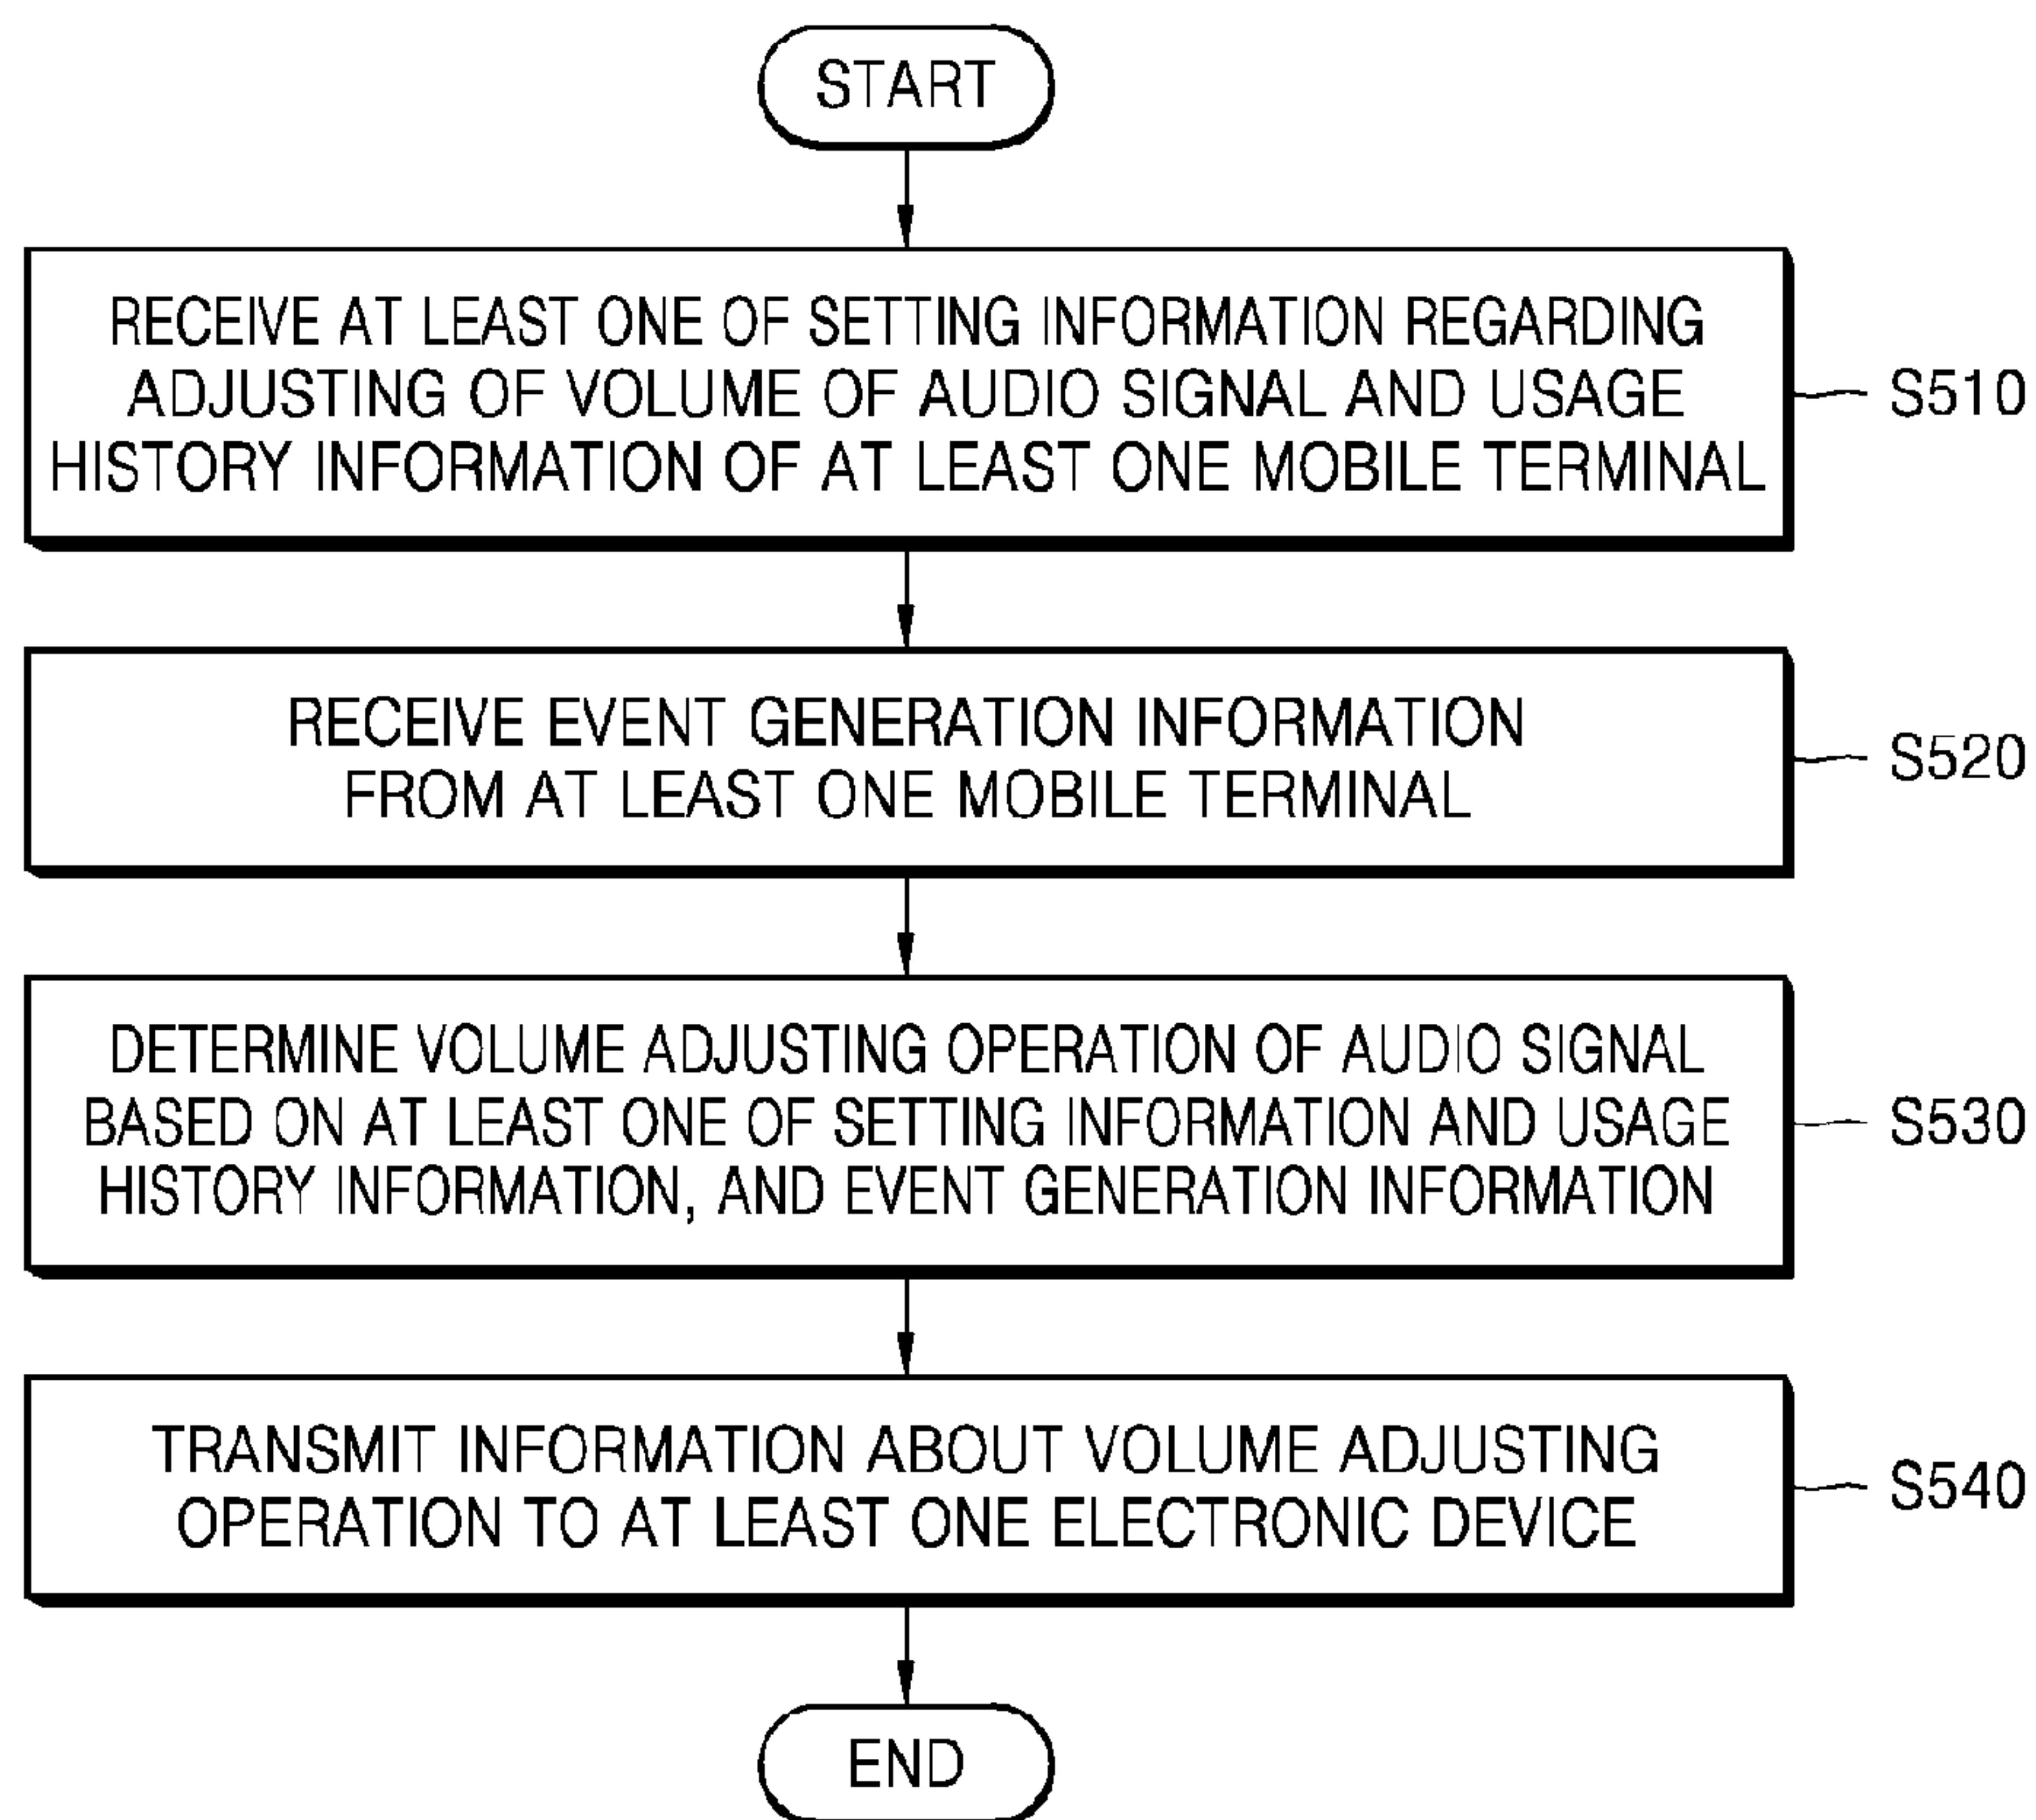 START
RECEIVE AT LEAST ONE OF SETTING INFORMATION REGARDING
ADJUSTING OF VOLUME OF AUDIO SIGNAL AND USAGE
HISTORY INFORMATION OF AT LEAST ONE MOBILE TERMINAL
S510
RECEIVE EVENT GENERATION INFORMATION
FROM AT LEAST ONE MOBILE TERMINAL
S520
DETERMINE VOLUME ADJUSTING OPERATION OF AUDIO SIGNAL
BASED ON AT LEAST ONE OF SETTING INFORMATION AND USAGE
HISTORY INFORMATION, AND EVENT GENERATION INFORMATION
S530
TRANSMIT INFORMATION ABOUT VOLUME ADJUSTING
OPERATION TO AT LEAST ONE ELECTRONIC DEVICE
S540
END